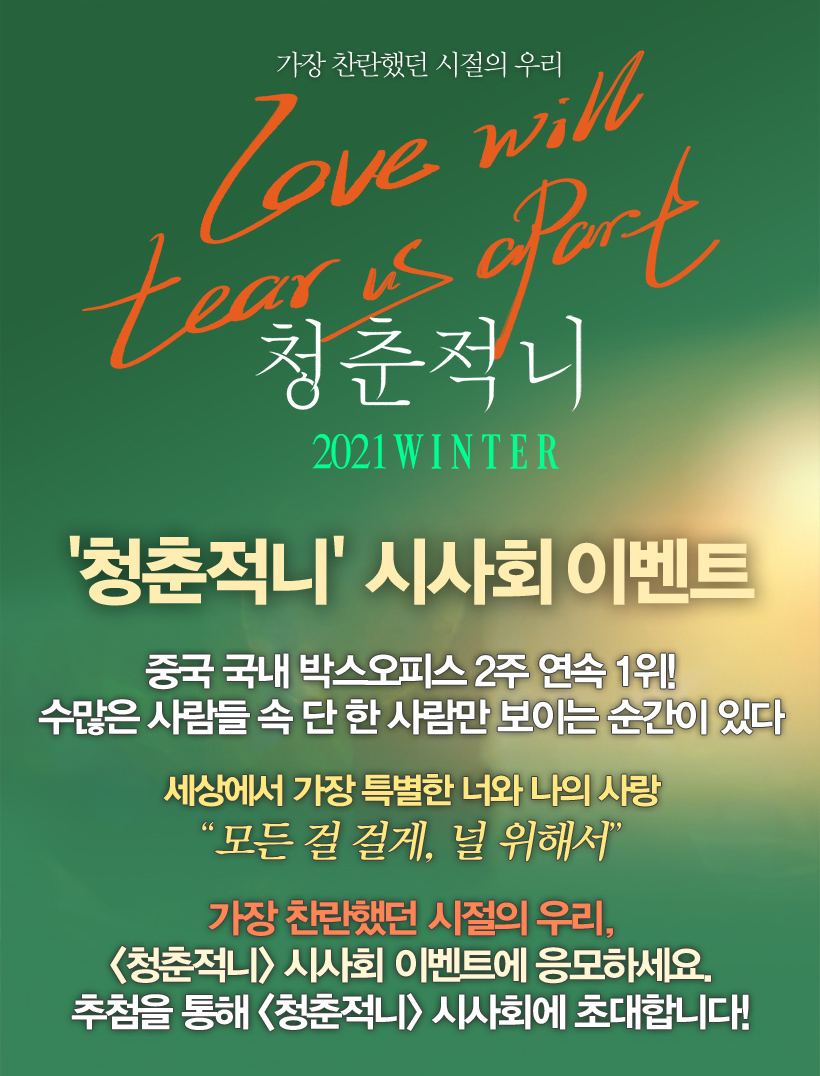 가장 찬란했던 시절의 우리
Love will
tear us apart
청춘적니
2021 WINTER
'청춘적니' 시사회 이벤트
중국 국내 박스오피스 2주 연속 1위!
수많은 사람들 속 단 한 사람만 보이는 순간이 있다
세상에서 가장 특별한 너와 나의 사랑
“모든 걸 걸게, 널 위해서”
가장 찬란했던 시절의 우리,
<청춘적니> 시사회 이벤트에 응모하세요.
추첨을 통해 <청춘적니> 시사회에 초대합니다!